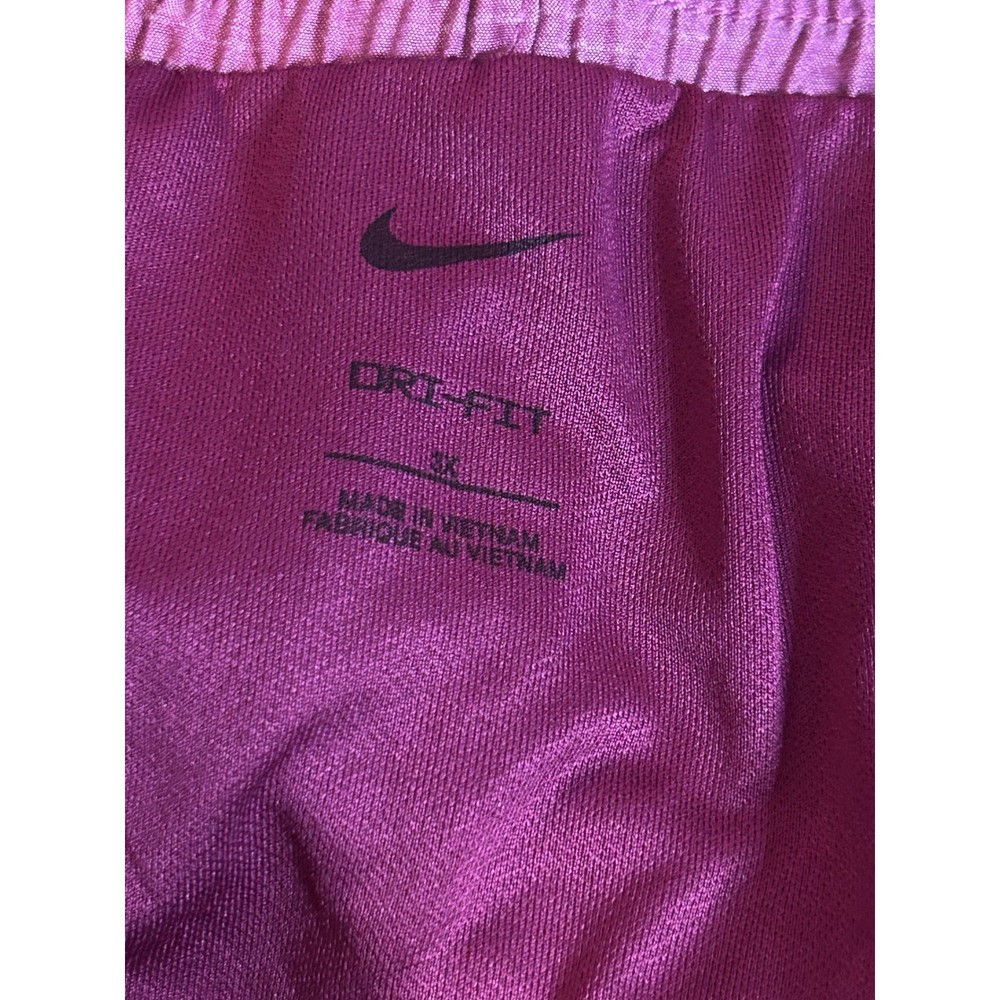 DRI-FIT
3X
MADE IN VIETNAM
FABRIQUE AU VIETNAM